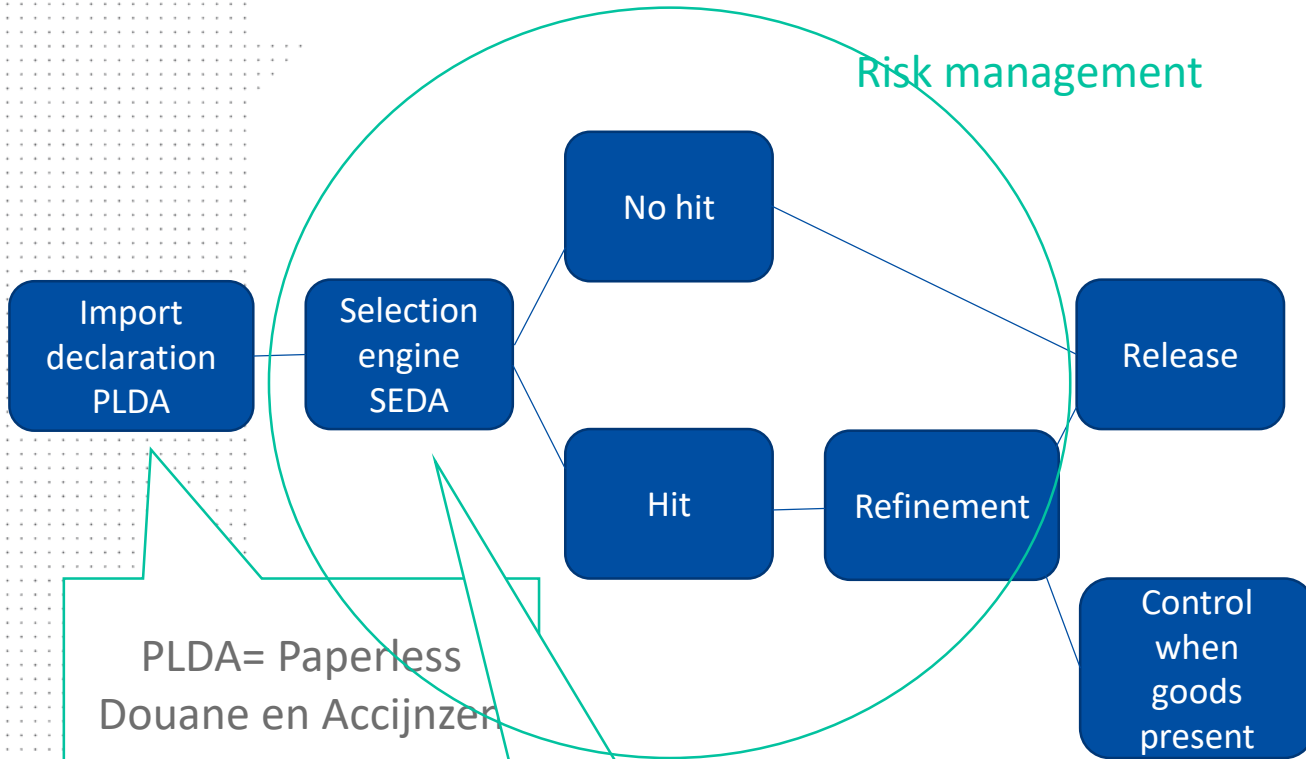 Risk management
No hit
Import
declaration
PLDA
Selection
engine
SEDA
Release
Hit
Refinement
Control
when
goods
present
PLDA= Paperless
Douane en Accijnzen